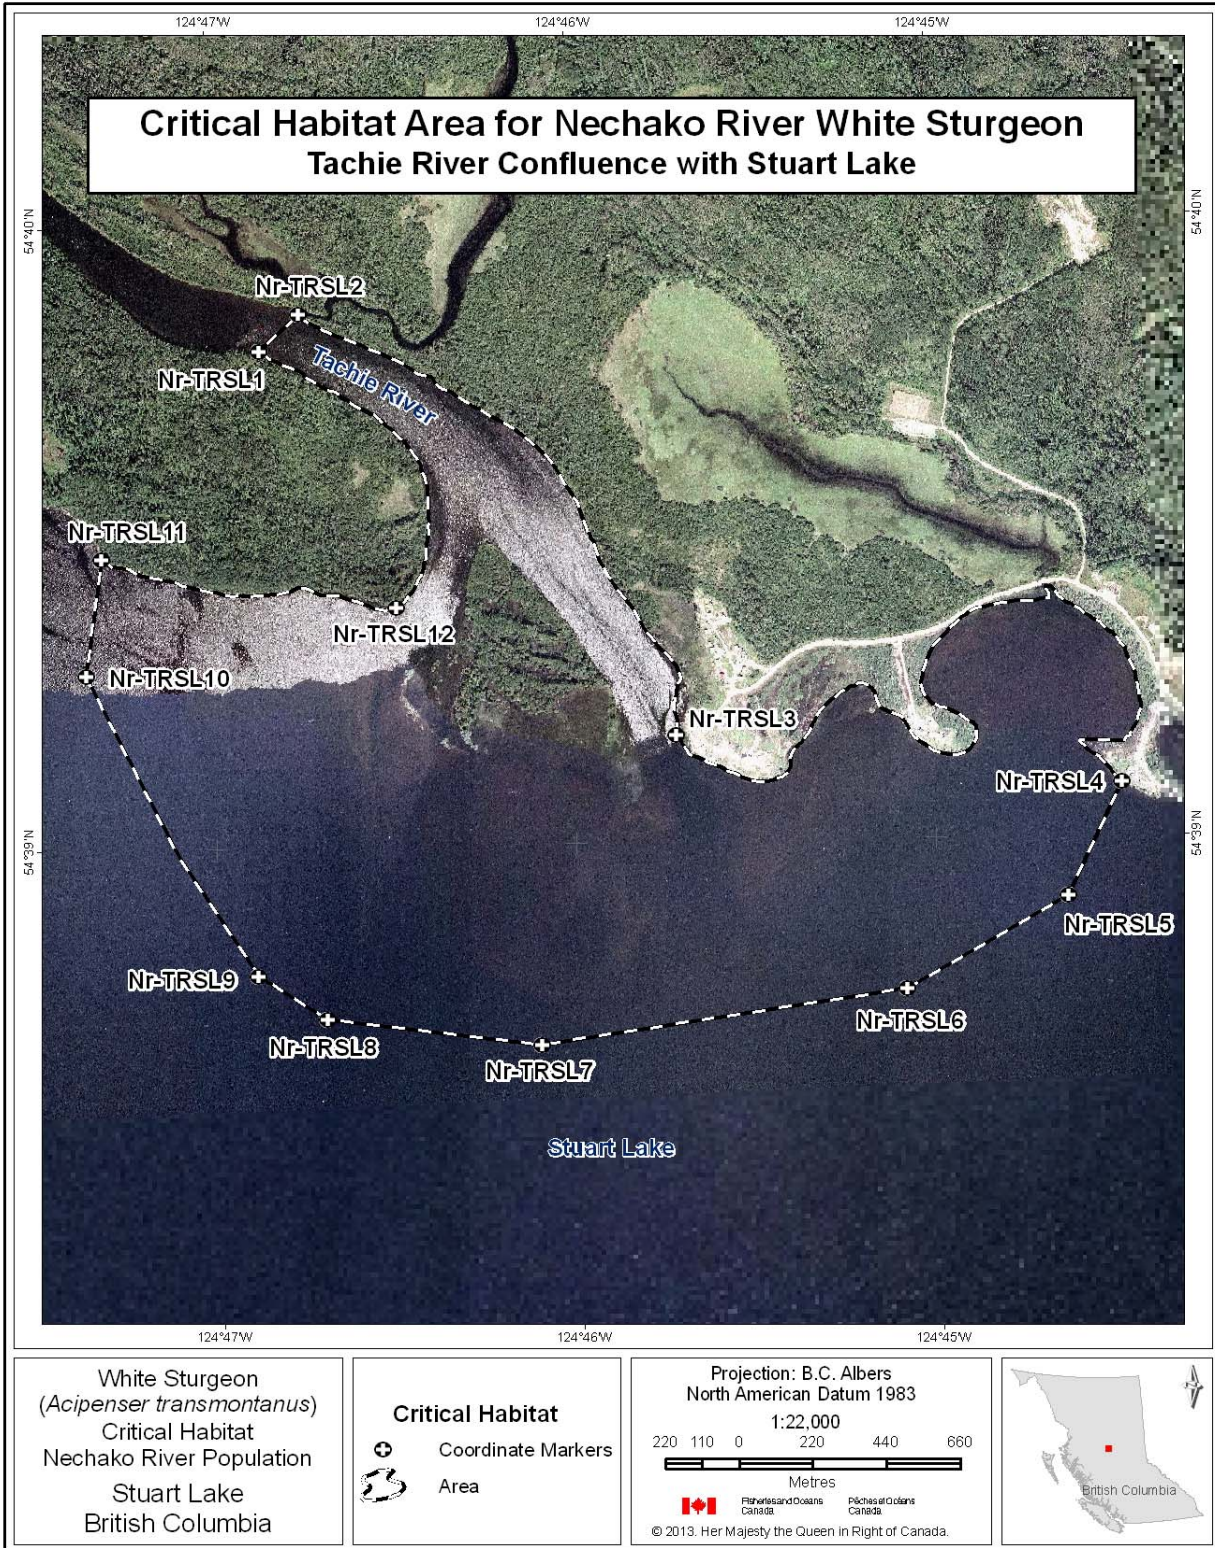 124°47'W 124°46'W 124°45'W
Critical Habitat Area for Nechako River White Sturgeon
Tachie River Confluence with Stuart Lake
54°40'N
54°40'N
Nr-TRSL2
Nr-TRSL1
Tachie River
Nr-TRSL11
Nr-TRSL12
Nr-TRSL10
Nr-TRSL3
Nr-TRSL4
54°39'N
54°39'N
Nr-TRSL5
Nr-TRSL9
Nr-TRSL6
Nr-TRSL8
Nr-TRSL7
Stuart Lake
124°47'W 124°46'W 124°45'W
White Sturgeon
(Acipenser transmontanus)
Critical Habitat
Nechako River Population
Stuart Lake
British Columbia
Critical Habitat
Coordinate Markers
Area
Projection: B.C. Albers
North American Datum 1983
1:22,000
220 110 0 220 440 660
Metres
Fisheries and Oceans Pêches et Océans
Canada Canada
© 2013. Her Majesty the Queen in Right of Canada.
British Columbia